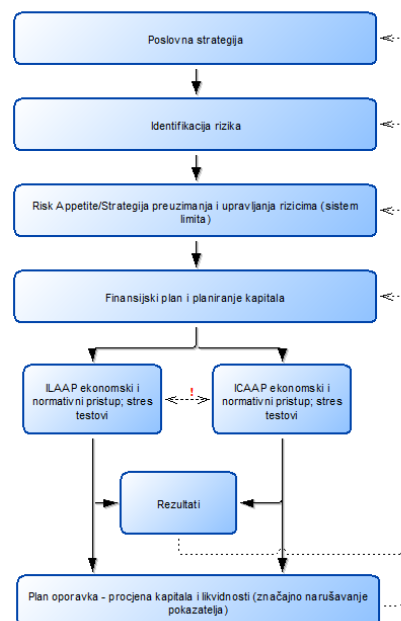 Poslovna strategija
Identifikacija rizika
Risk Appetite/Strategija preuzimanja i upravljanja rizicima (sistem
limita)
Finansijski plan i planiranje kapitala
ILAAP ekonomski i
normativni pristup; stres
testovi
!
ICAAP ekonomski i
normativni pristup; stres
testovi
Rezultati
Plan oporavka - procjena kapitala i likvidnosti (značajno narušavanje
pokazatelja)